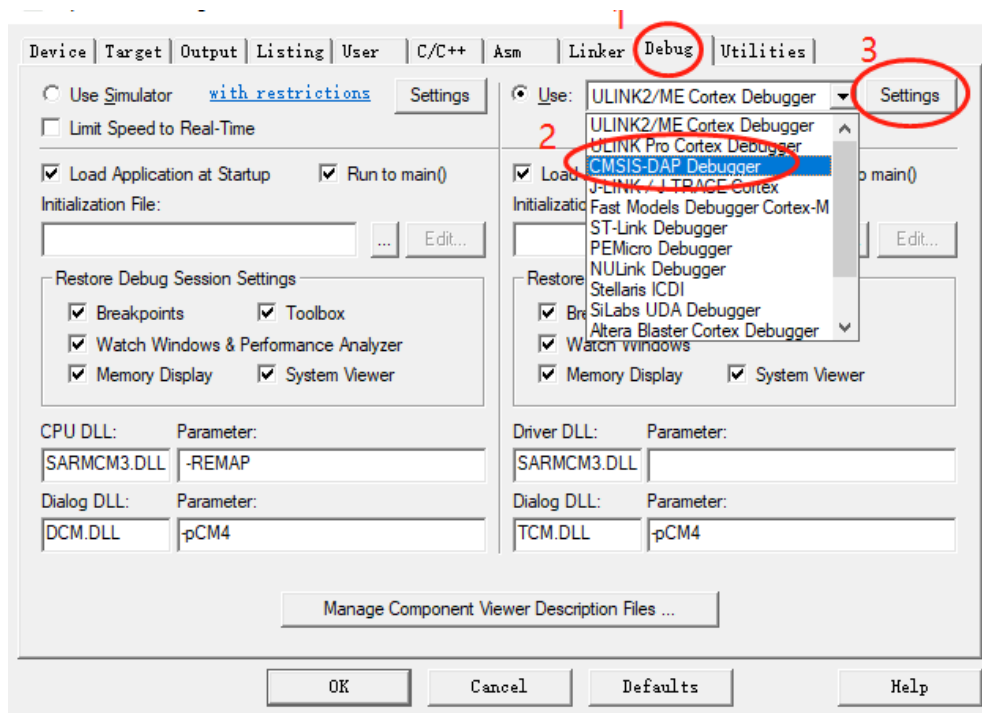 1
Device Target Output Listing User C/C++ Asm Linker Debug Utilities
3
Use Simulator with restrictions Settings
Use: ULINK2/ME Cortex Debugger Settings
Limit Speed to Real-Time
ULINK2/ME Cortex Debugger
ULINK Pro Cortex Debugger
2
CMSIS-DAP Debugger
J-LINK / J-TRACE Cortex
Fast Models Debugger Cortex-M
ST-Link Debugger
PEMicro Debugger
NULink Debugger
Stellaris ICDI
SiLabs UDA Debugger
Altera Blaster Cortex Debugger
Load Application at Startup Run to main()
Initialization File:
... Edit...
Restore Debug Session Settings
Breakpoints Toolbox
Watch Windows & Performance Analyzer
Memory Display System Viewer
Load main()
Edit...
Restore
Watch Windows
Memory Display System Viewer
CPU DLL: Parameter:
SARMCM3.DLL -REMAP
Dialog DLL: Parameter:
DCM.DLL -pCM4
Driver DLL: Parameter:
SARMCM3.DLL
Dialog DLL: Parameter:
TCM.DLL -pCM4
Manage Component Viewer Description Files ...
OK Cancel Defaults Help